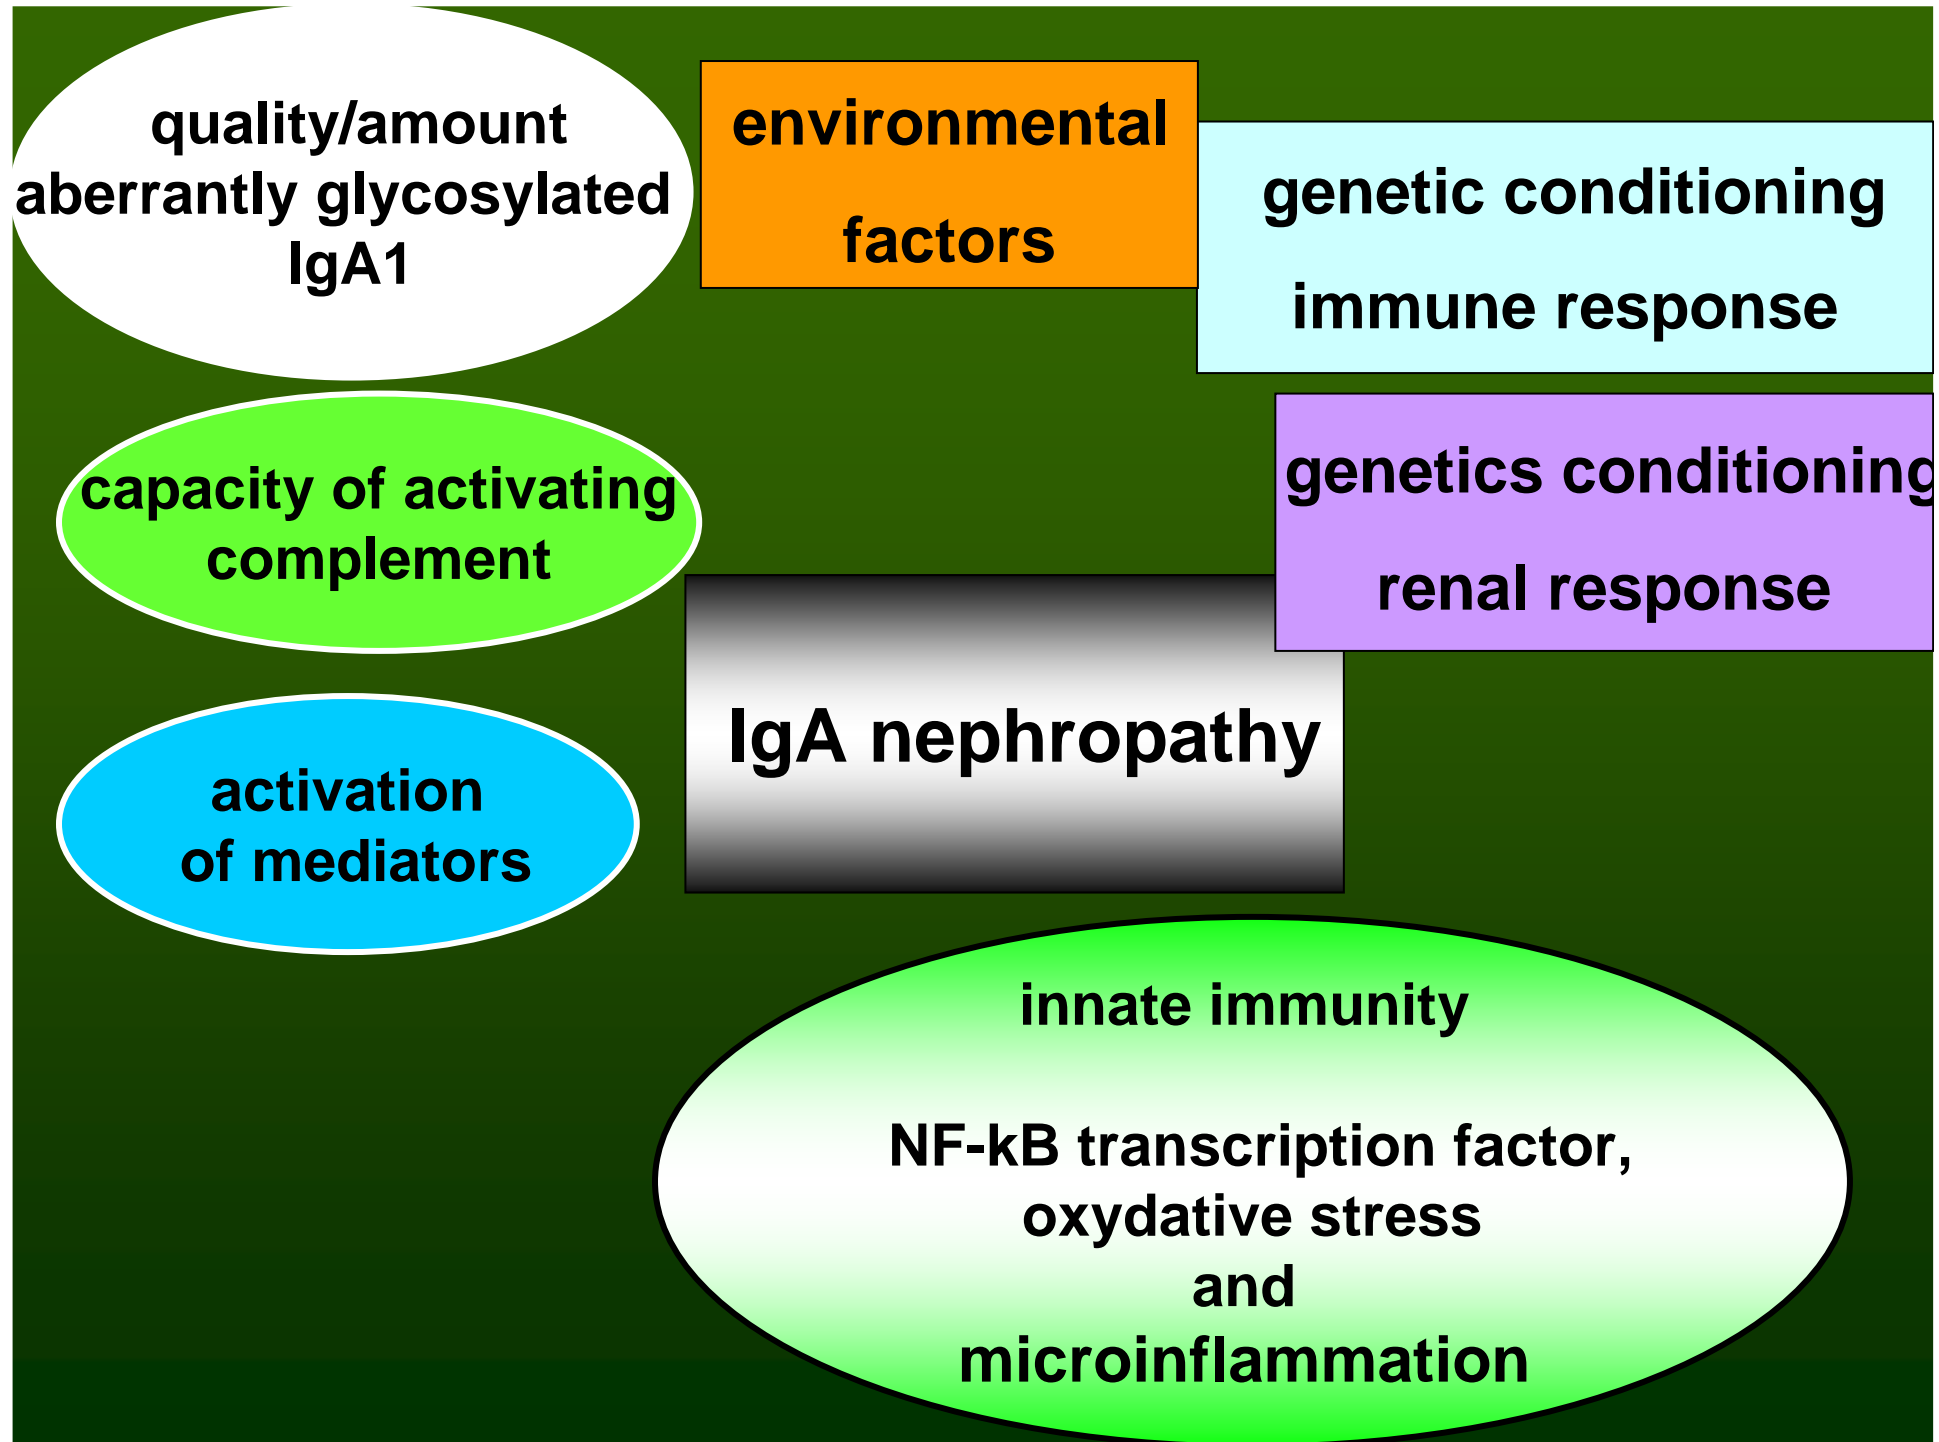 quality/amount
aberrantly glycosylated
IgA1
environmental
factors
genetic conditioning
immune response
capacity of activating
complement
genetics conditioning
renal response
IgA nephropathy
activation
of mediators
innate immunity
NF-kB transcription factor,
oxydative stress
and
microinflammation